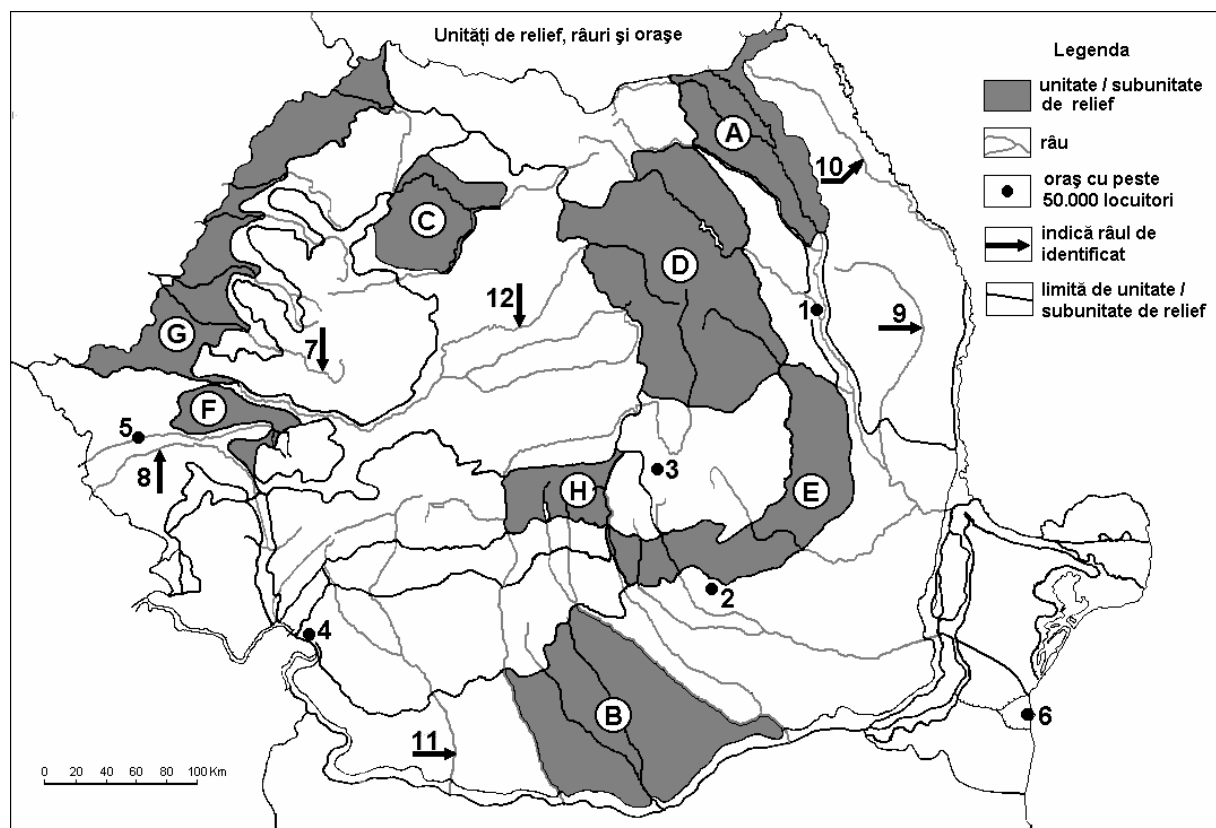 Unităţi de relief, râuri şi oraşe
Legenda
unitate / subunitate
de relief
râu
oraş cu peste
50.000 locuitori
indică râul de
identificat
limită de unitate /
subunitate de relief
A
10
C
D
12
1
9
G
7
F
5
8
3
H
E
2
4
B
6
11
0 20 40 60 80 100 Km